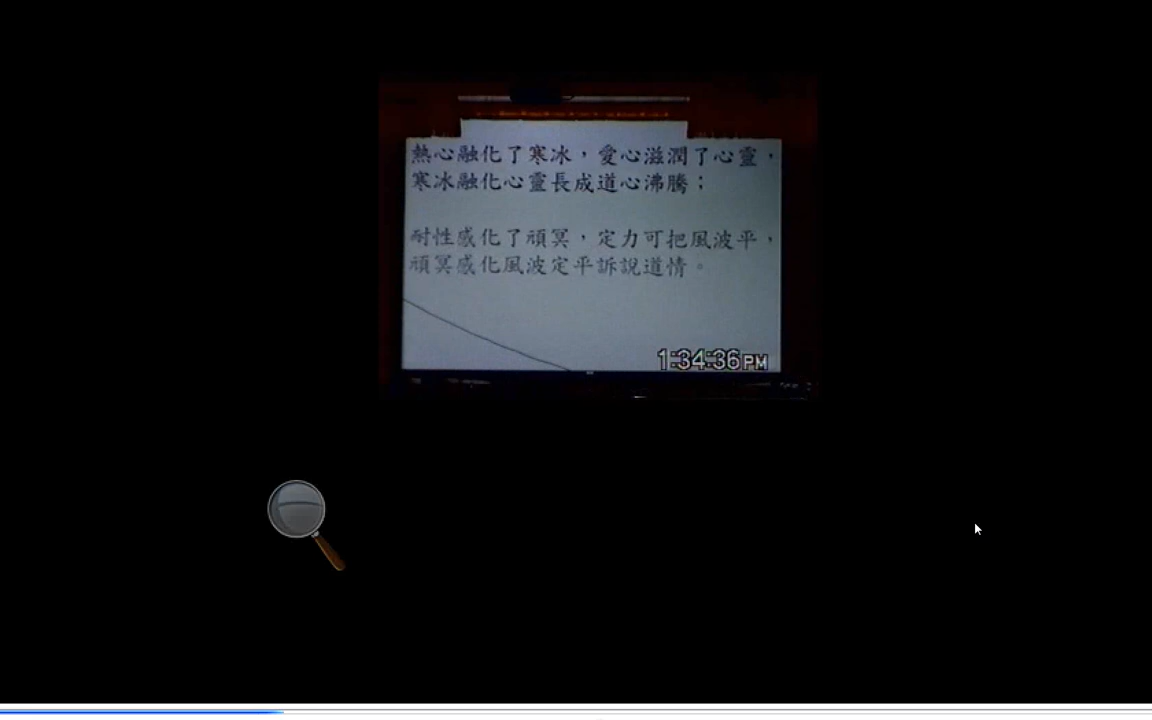 熱心融化了寒冰，愛心滋潤了心靈，
寒冰融化心靈長成道心沸騰；
耐性感化了頑冥，定力可把風波平，
頑冥感化風波定平訴說道情。
1:34:36PM